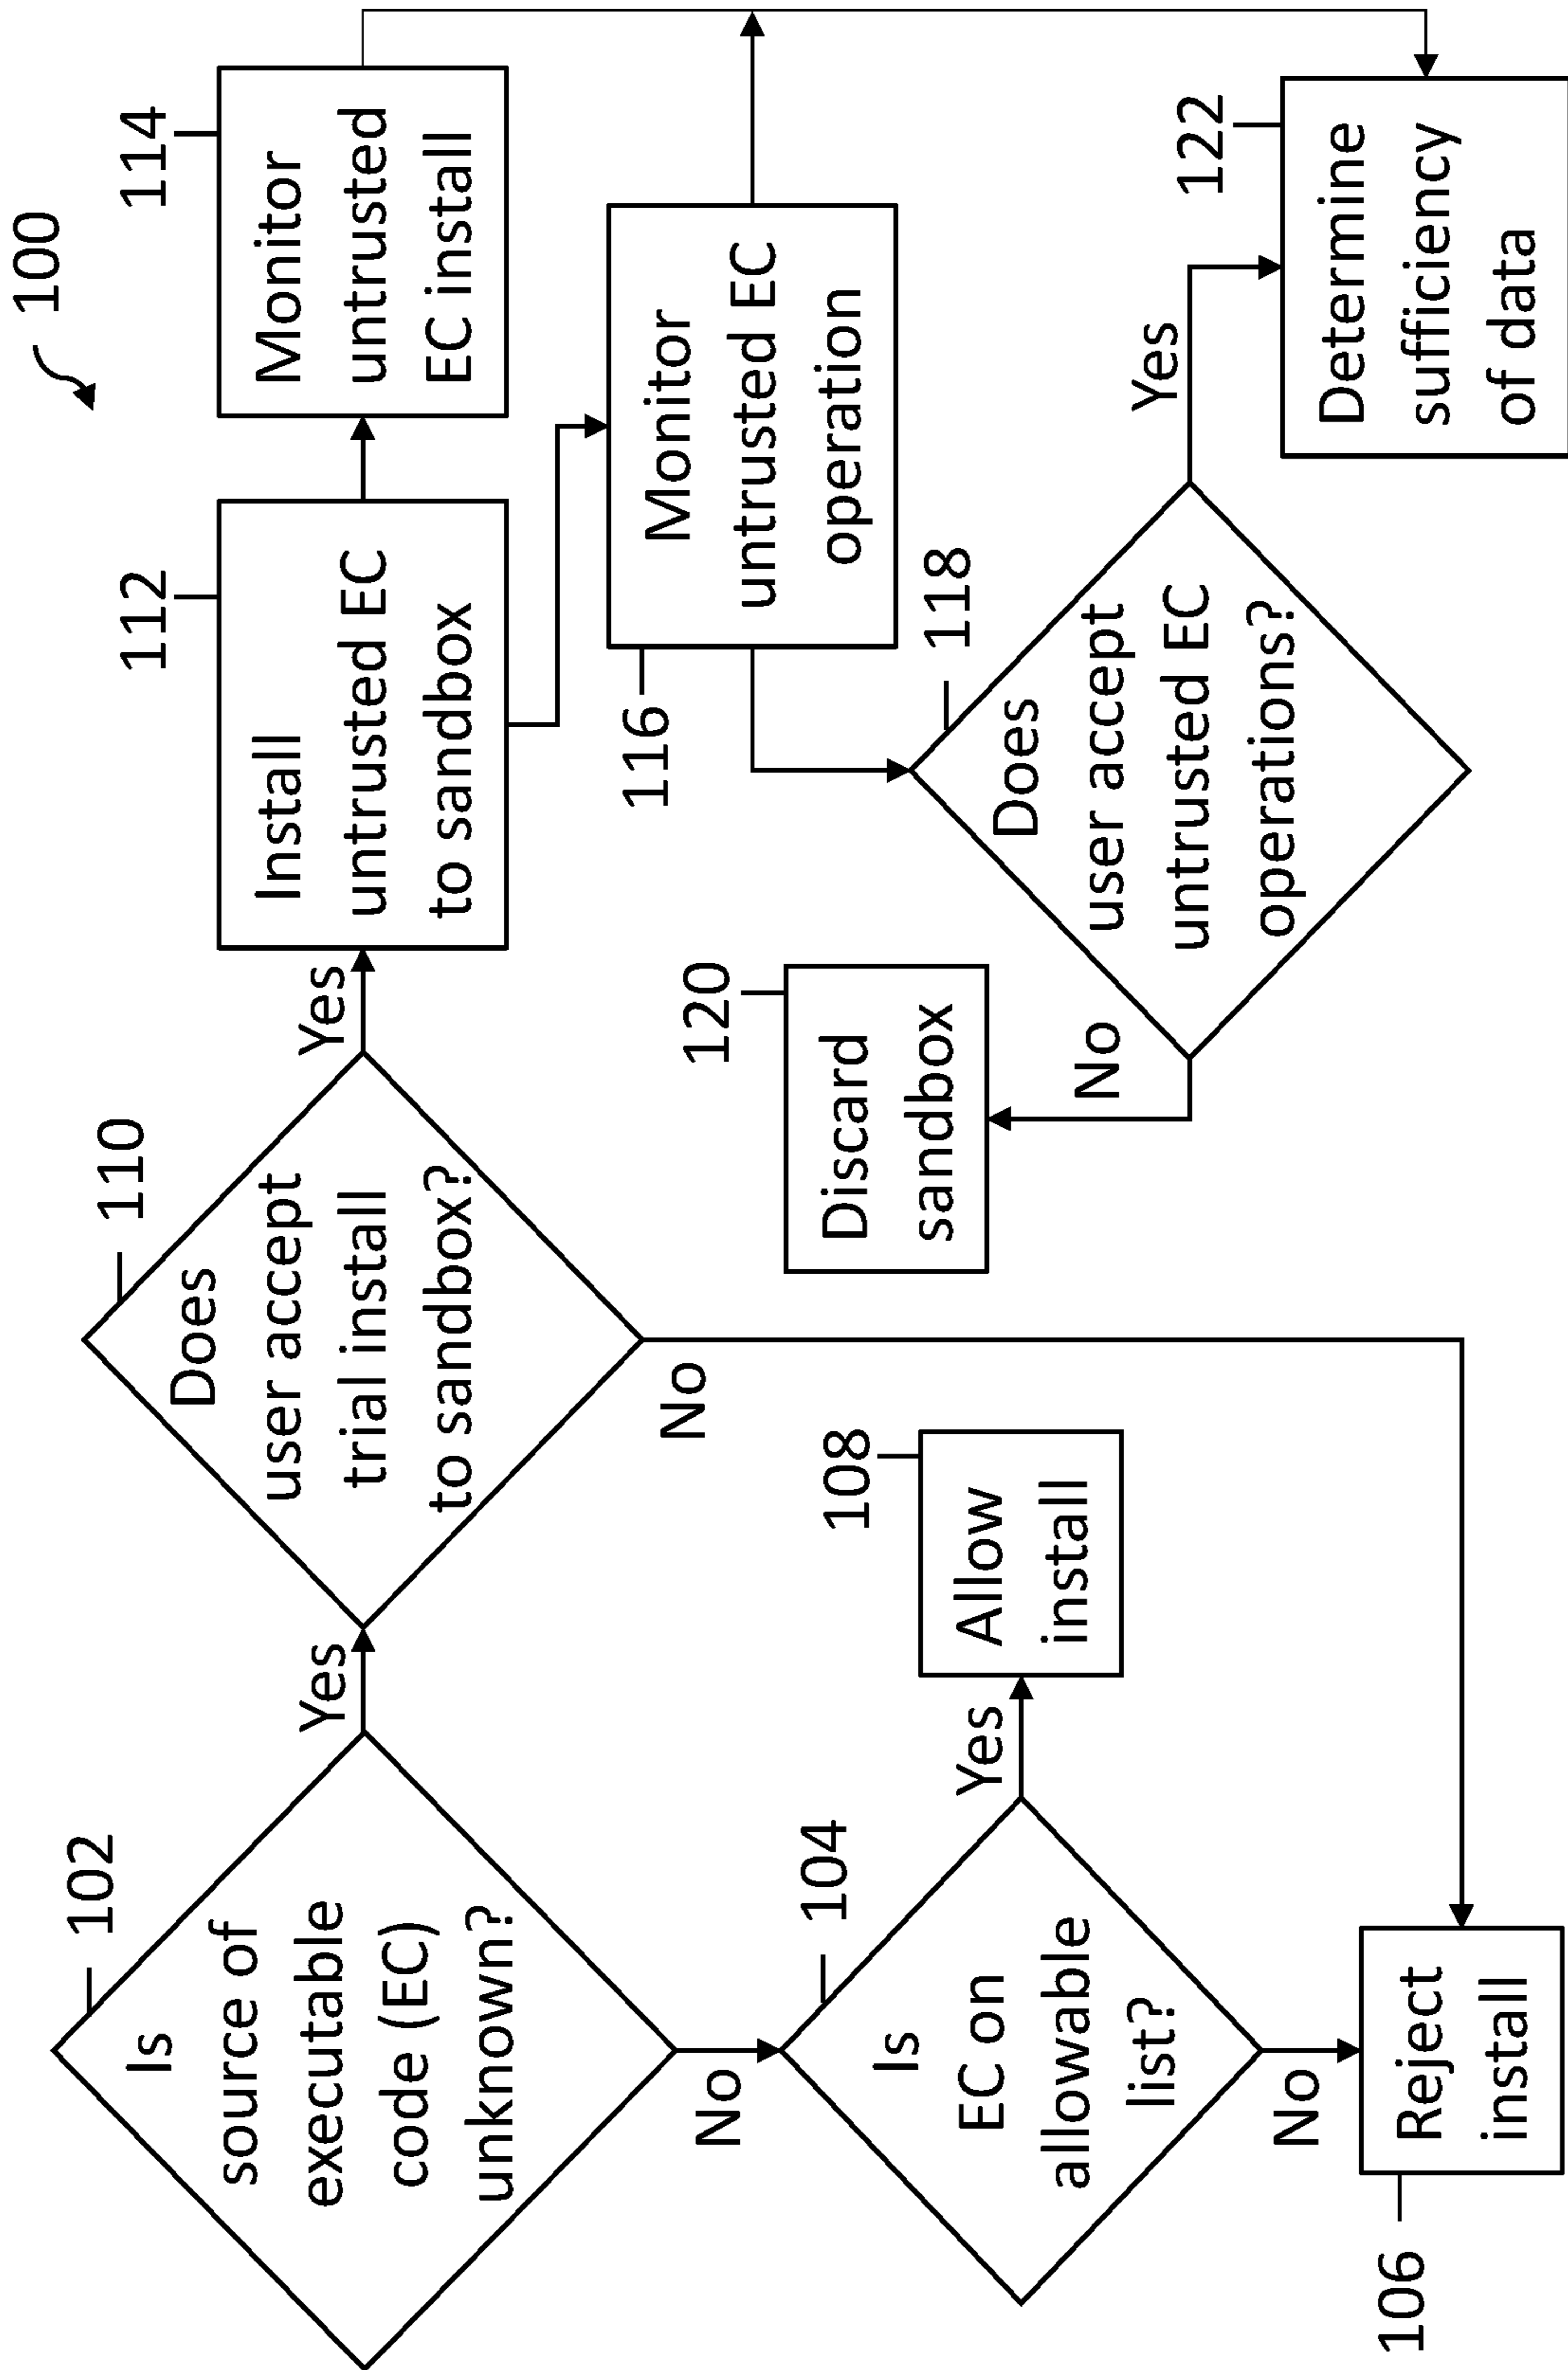 100
102
Is
source of
executable
code (EC)
unknown?
Yes
No
110
Does
user accept
trial install
to sandbox?
Yes
No
112
Install
untrusted EC
to sandbox
114
Monitor
untrusted
EC install
104
Is
EC on
allowable
list?
Yes
No
108
Allow
install
106
Reject
install
116
Monitor
untrusted EC
operation
118
Does
user accept
untrusted EC
operations?
No
Yes
120
Discard
sandbox
122
Determine
sufficiency
of data